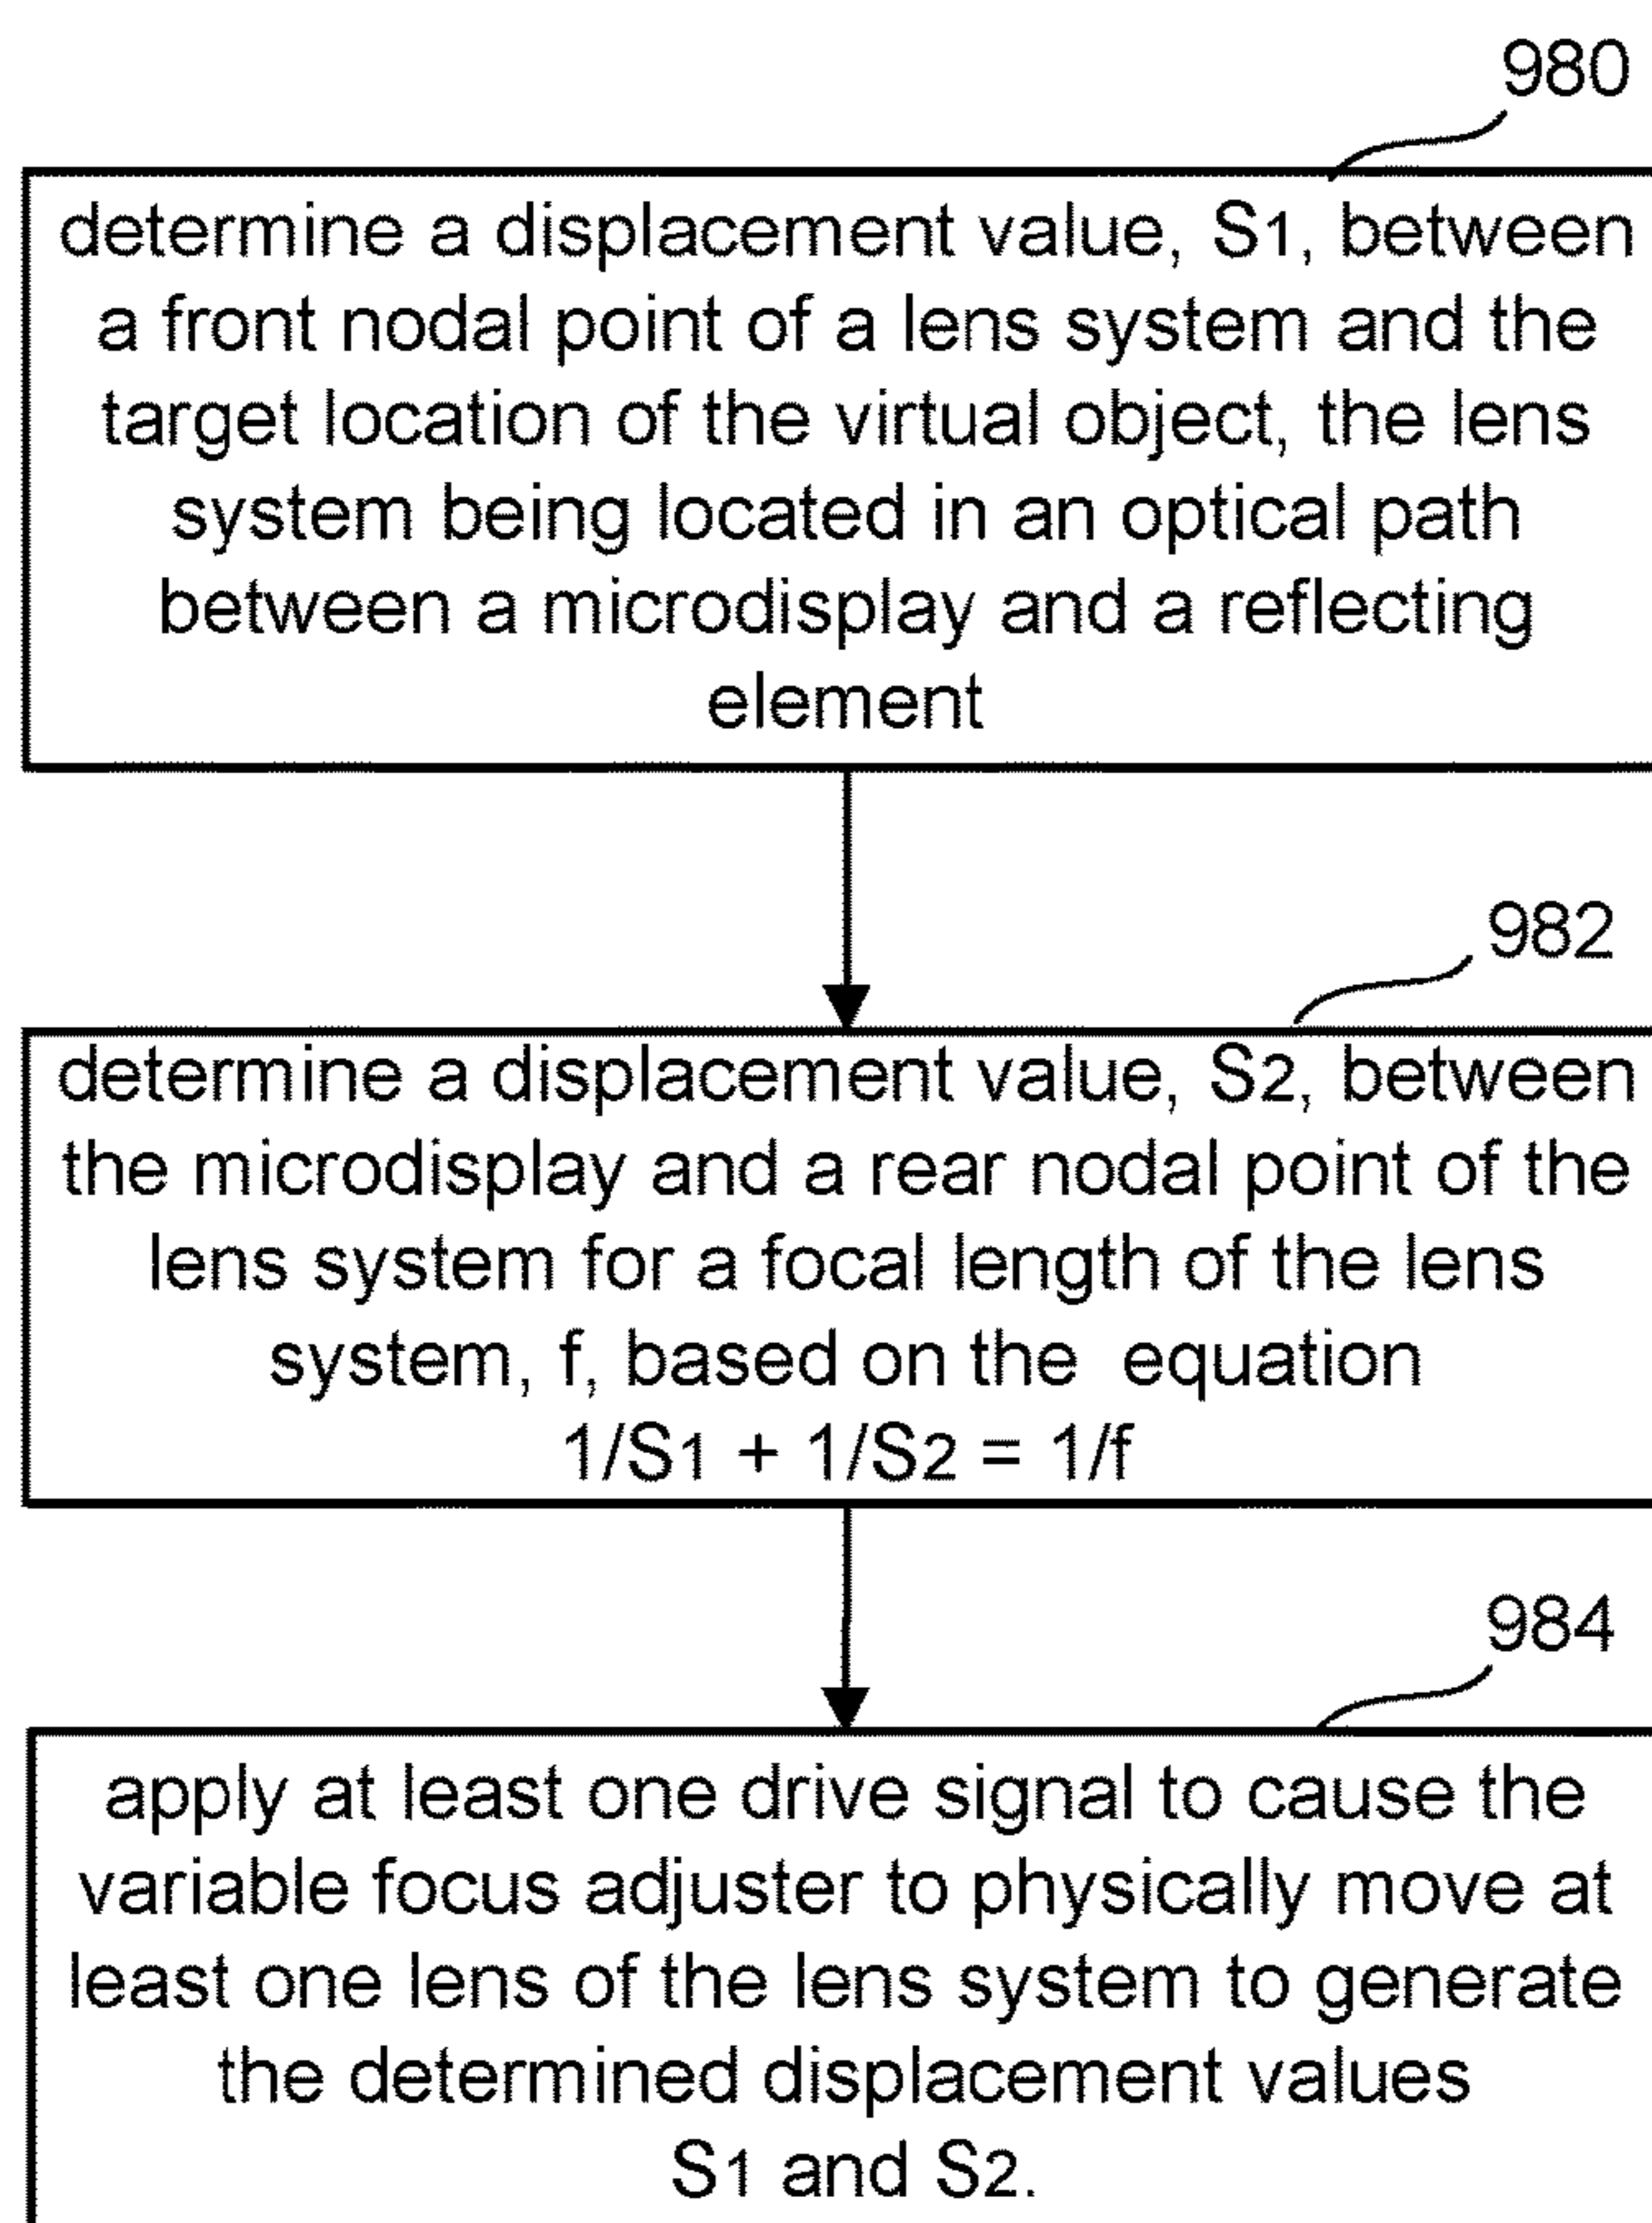 980
determine a displacement value, S1, between
a front nodal point of a lens system and the
target location of the virtual object, the lens
system being located in an optical path
between a microdisplay and a reflecting
element
982
determine a displacement value, S2, between
the microdisplay and a rear nodal point of the
lens system for a focal length of the lens
system, f, based on the equation
1/S1 + 1/S2 = 1/f
984
apply at least one drive signal to cause the
variable focus adjuster to physically move at
least one lens of the lens system to generate
the determined displacement values
S1 and S2.